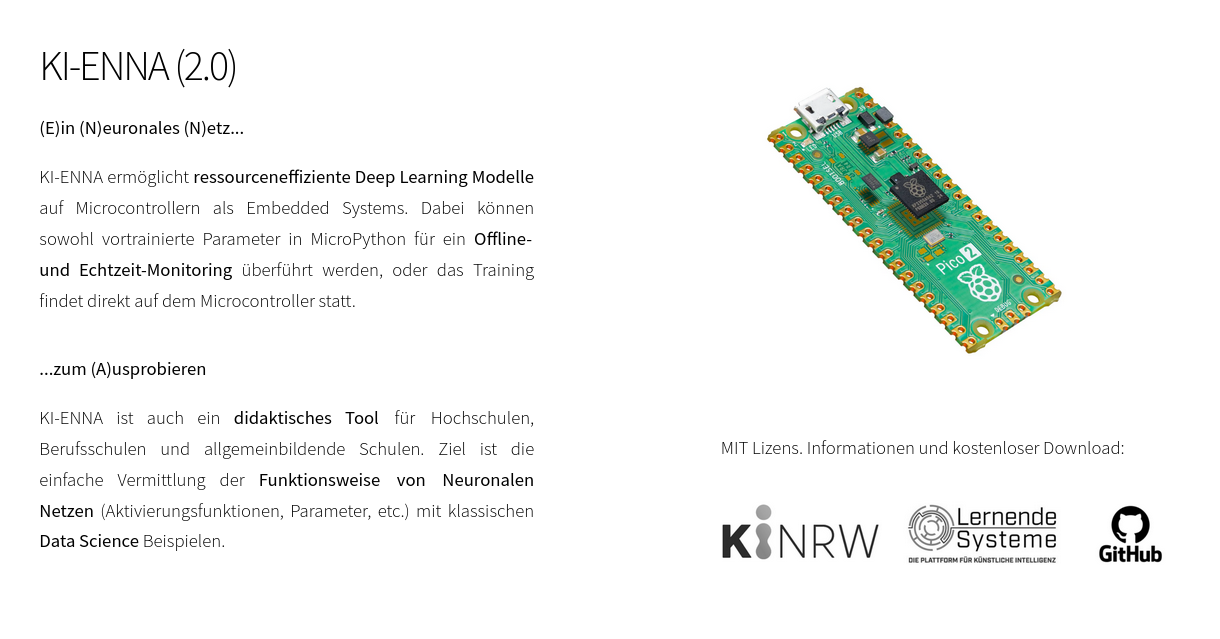 KI-ENNA (2.0)
(E)in (N)euronales (N)etz...
KI-ENNA ermöglicht ressourceneffiziente Deep Learning Modelle
auf Microcontrollern als Embedded Systems. Dabei können
sowohl vortrainierte Parameter in MicroPython für ein Offline-
und Echtzeit-Monitoring überführt werden, oder das Training
findet direkt auf dem Microcontroller statt.
...zum (A)usprobieren
KI-ENNA ist auch ein didaktisches Tool für Hochschulen,
Berufsschulen und allgemeinbildende Schulen. Ziel ist die
einfache Vermittlung der Funktionsweise von Neuronalen
Netzen (Aktivierungsfunktionen, Parameter, etc.) mit klassischen
Data Science Beispielen.
BOOTSEL
Pico 2
DEBUG
MIT Lizens. Informationen und kostenloser Download:
KiNRW
Lernende
Systeme
DIE PLATTFORM FÜR KÜNSTLICHE INTELLIGENZ
GitHub